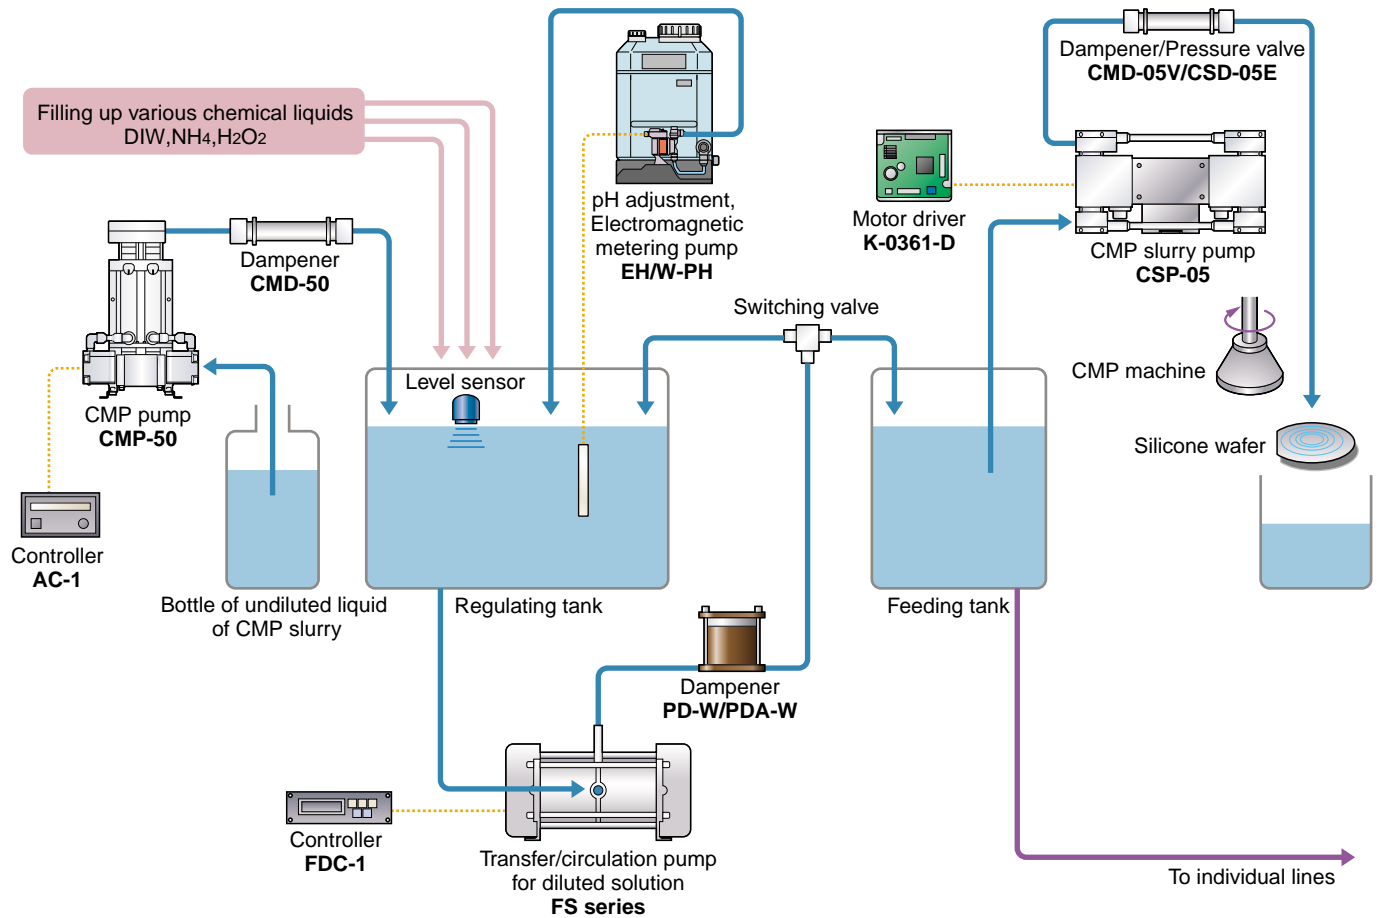 Dampener/Pressure valve
CMD-05V/CSD-05E
Filling up various chemical liquids
DIW,NH4,H2O2
pH adjustment,
Electromagnetic
metering pump
EH/W-PH
Motor driver
K-0361-D
CMP slurry pump
CSP-05
Dampener
CMD-50
Switching valve
Level sensor
CMP machine
CMP pump
CMP-50
Silicone wafer
Controller
AC-1
Bottle of undiluted liquid
of CMP slurry
Regulating tank
Feeding tank
Dampener
PD-W/PDA-W
Controller
FDC-1
Transfer/circulation pump
for diluted solution
FS series
To individual lines